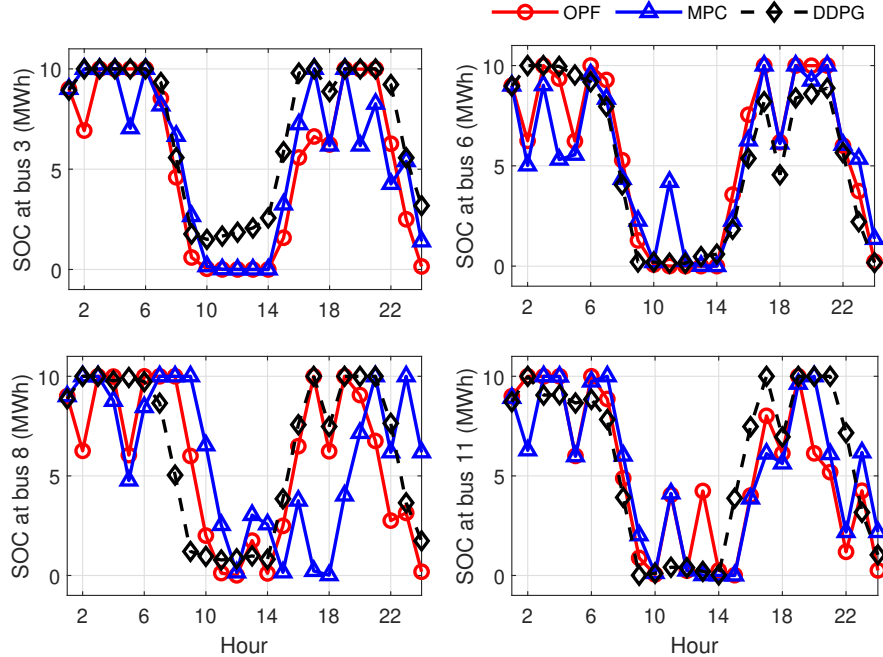 OPF MPC DDPG
SOC at bus 3 (MWh)
10
5
0
2 6 10 14 18 22
SOC at bus 6 (MWh)
10
5
0
2 6 10 14 18 22
SOC at bus 8 (MWh)
10
5
0
2 6 10 14 18 22
Hour
SOC at bus 11 (MWh)
10
5
0
2 6 10 14 18 22
Hour